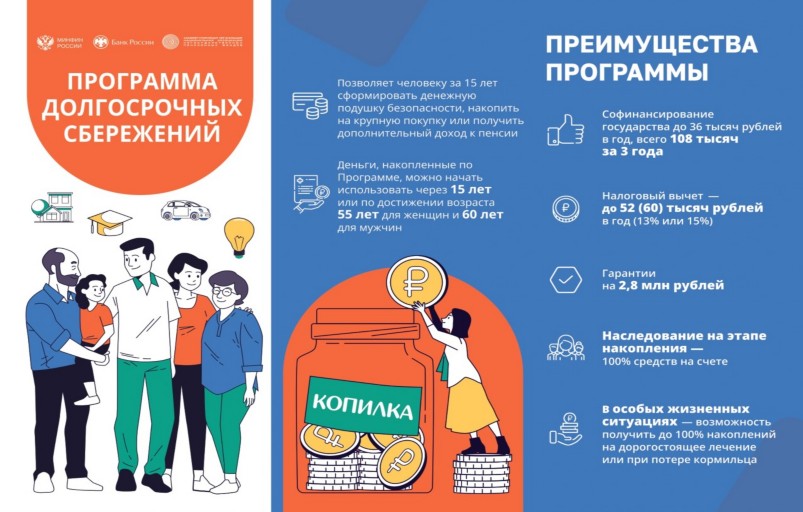 МИНФИН
РОССИИ
Банк России
ПРОГРАММА
ДОЛГОСРОЧНЫХ
СБЕРЕЖЕНИЙ
Позволяет человеку за 15 лет
сформировать денежную
подушку безопасности, накопить
на крупную покупку или получить
дополнительный доход к пенсии
Деньги, накопленные по
Программе, можно начать
использовать через 15 лет
или по достижении возраста
55 лет для женщин и 60 лет
для мужчин
КОПИЛКА
ПРЕИМУЩЕСТВА
ПРОГРАММЫ
Софинансирование
государства до 36 тысяч рублей
в год, всего 108 тысяч
за 3 года
Налоговый вычет —
до 52 (60) тысяч рублей
в год (13% или 15%)
Гарантии
на 2,8 млн рублей
Наследование на этапе
накопления —
100% средств на счете
В особых жизненных
ситуациях — возможность
получить до 100% накоплений
на дорогостоящее лечение
или при потере кормильца